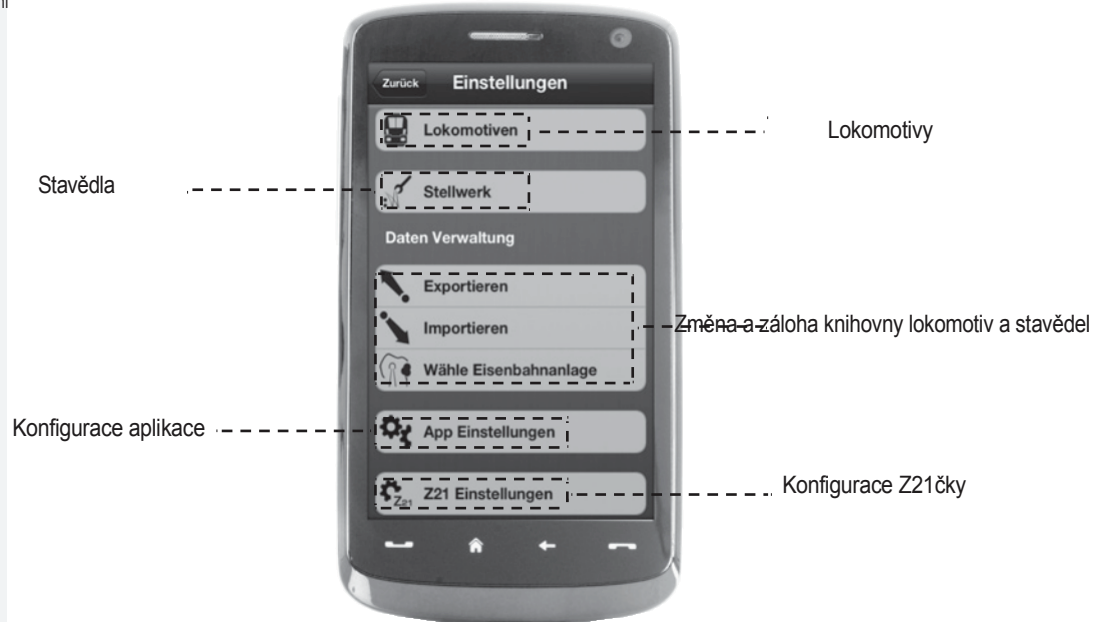 Zurück Einstellungen
Lokomotiven
Lokomotivy
Stavědla
Stellwerk
Daten Verwaltung
Exportieren
Importieren
Změna a záloha knihovny lokomotiv a stavědel
Wähle Eisenbahnanlage
Konfigurace aplikace
App Einstellungen
Z21 Z21 Einstellungen
Konfigurace Z21čky